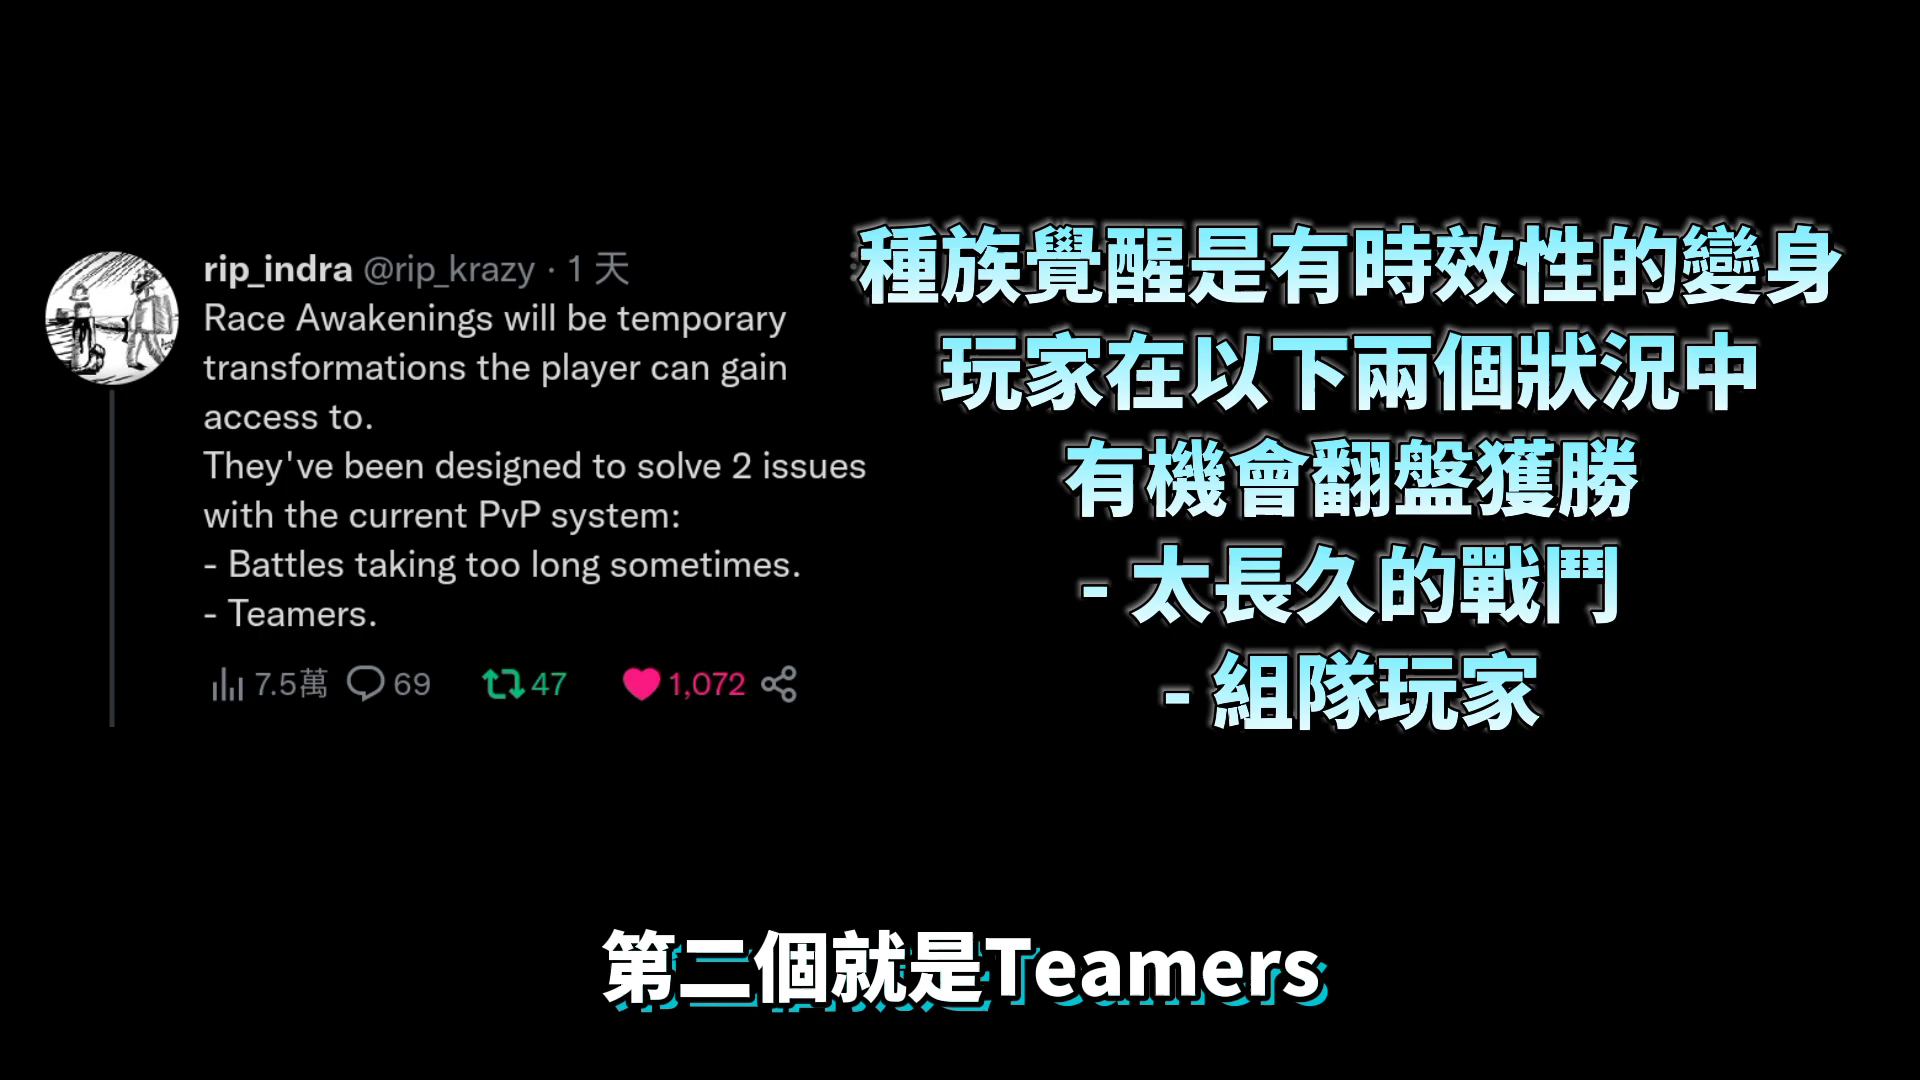 rip_indra @rip_krazy · 1 天
Race Awakenings will be temporary
transformations the player can gain
access to.
They've been designed to solve 2 issues
with the current PvP system:
- Battles taking too long sometimes.
- Teamers.
7.5萬 69 47 1,072
種族覺醒是有時效性的變身
玩家在以下兩個狀況中
有機會翻盤獲勝
- 太長久的戰鬥
- 組隊玩家
第二個就是Teamers